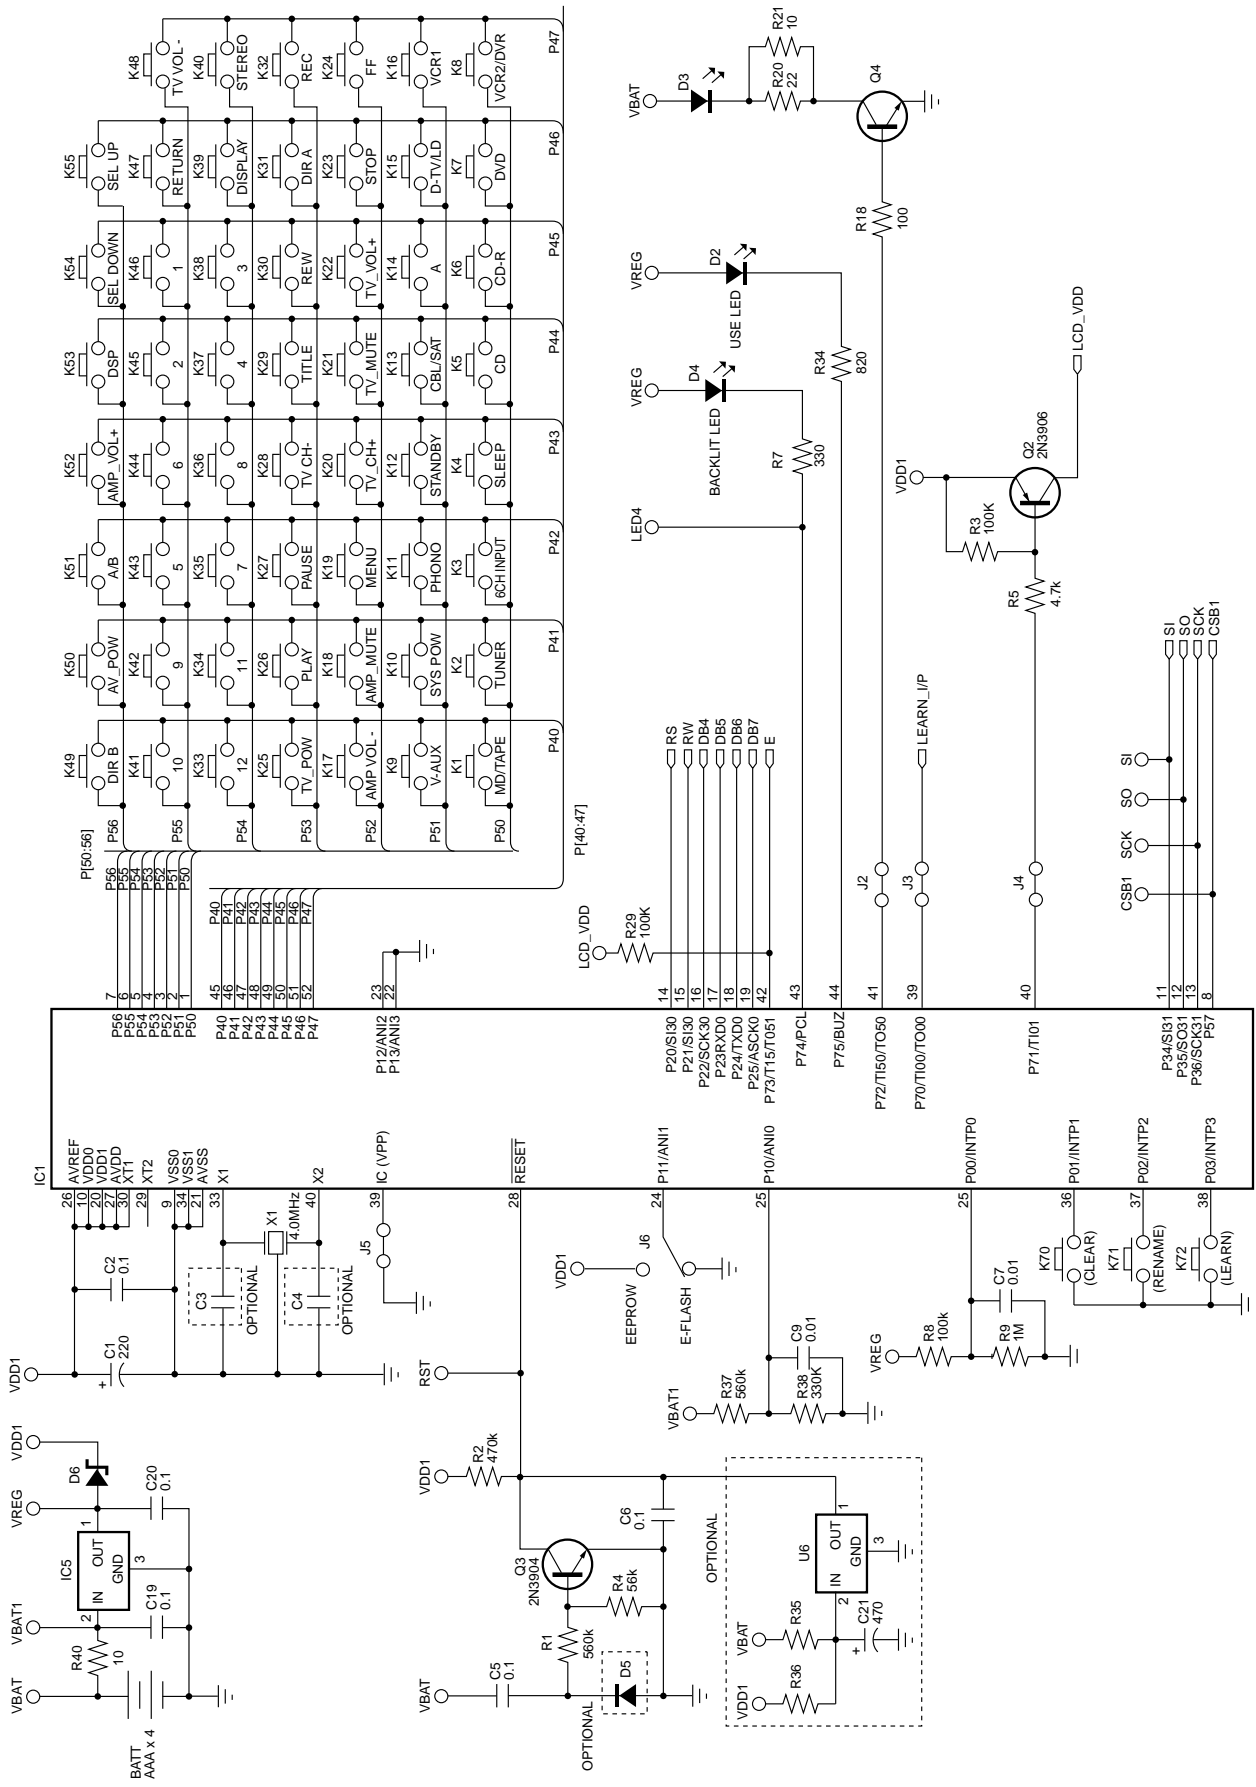 K55
SEL UP
K54
SEL DOWN
K53
DSP
K52
AMP_VOL+
K51
A/B
K50
AV_POW
K49
DIR B
K48
TV VOL -
K47
RETURN
K46
1
K45
2
K44
6
K43
5
K42
9
K41
10
K40
STEREO
K39
DISPLAY
K38
3
K37
4
K36
8
K35
7
K34
11
K33
12
K32
REC
K31
DIR A
K30
REW
K29
TITLE
K28
TV CH-
K27
PAUSE
K26
PLAY
K25
TV_POW
K24
FF
K23
STOP
K22
TV_VOL+
K21
TV_MUTE
K20
TV_CH+
K19
MENU
K18
AMP_MUTE
K17
AMP VOL -
K16
VCR1
K15
D-TV/LD
K14
A
K13
CBL/SAT
K12
STANDBY
K11
PHONO
K10
SYS POW
K9
V-AUX
K8
VCR2/DVR
K7
DVD
K6
CD-R
K5
CD
K4
SLEEP
K3
6CH INPUT
K2
TUNER
K1
MD/TAPE
P47
P46
P45
P44
P43
P42
P41
P40
P56
P55
P54
P53
P52
P51
P50
P[50:56]
P[40:47]
P56
P55
P54
P53
P52
P51
P50
P40
P41
P42
P43
P44
P45
P46
P47
VBAT
D3
R20
22
R21
10
Q4
R18
100
VREG
D2
USE LED
R34
820
VREG
D4
BACKLIT LED
R7
330
LED4
VDD1
Q2
2N3906
LCD_VDD
R3
100K
R5
4.7k
LCD_VDD
R29
100K
RS
RW
DB4
DB5
DB6
DB7
E
LEARN_I/P
J2
J3
J4
SI
SO
SCK
CSB1
SI
SO
SCK
CSB1
IC1
7
6
5
4
3
2
1
P56
P55
P54
P53
P52
P51
P50
45
46
47
48
49
50
51
52
P40
P41
P42
P43
P44
P45
P46
P47
23
22
P12/ANI2
P13/ANI3
14
15
16
17
18
19
42
43
44
41
39
40
11
12
13
8
P20/SI30
P21/SI30
P22/SCK30
P23RXD0
P24/TXD0
P25/ASCK0
P73/T15/T051
P74/PCL
P75/BUZ
P72/TI50/TO50
P70/TI00/TO00
P71/TI01
P34/SI31
P35/SO31
P36/SCK31
P57
AVREF
VDD0
VDD1
AVDD
XT1
XT2
VSS0
VSS1
AVSS
X1
X2
IC (VPP)
RESET
P11/ANI1
P10/ANI0
P00/INTP0
P01/INTP1
P02/INTP2
P03/INTP3
26
10
20
27
30
29
9
34
21
33
40
39
28
24
25
25
36
37
38
C2
0.1
C3
OPTIONAL
X1
4.0MHz
C4
OPTIONAL
J5
VDD1
+
C1
220
RST
VDD1
J6
EEPROW
E-FLASH
VBAT1
R37
560k
R38
330K
C9
0.01
VREG
R8
100k
R9
1M
C7
0.01
K70
(CLEAR)
K71
(RENAME)
K72
(LEARN)
VDD1
D6
VREG
C20
0.1
IC5
IN
OUT
GND
1
2
3
VBAT1
C19
0.1
R40
10
VBAT
BATT
AAA x 4
VDD1
R2
470k
Q3
2N3904
C6
0.1
R4
56k
R1
560k
VBAT
C5
0.1
D5
OPTIONAL
OPTIONAL
U6
IN
OUT
GND
1
2
3
VBAT
R35
+
C21
470
VDD1
R36